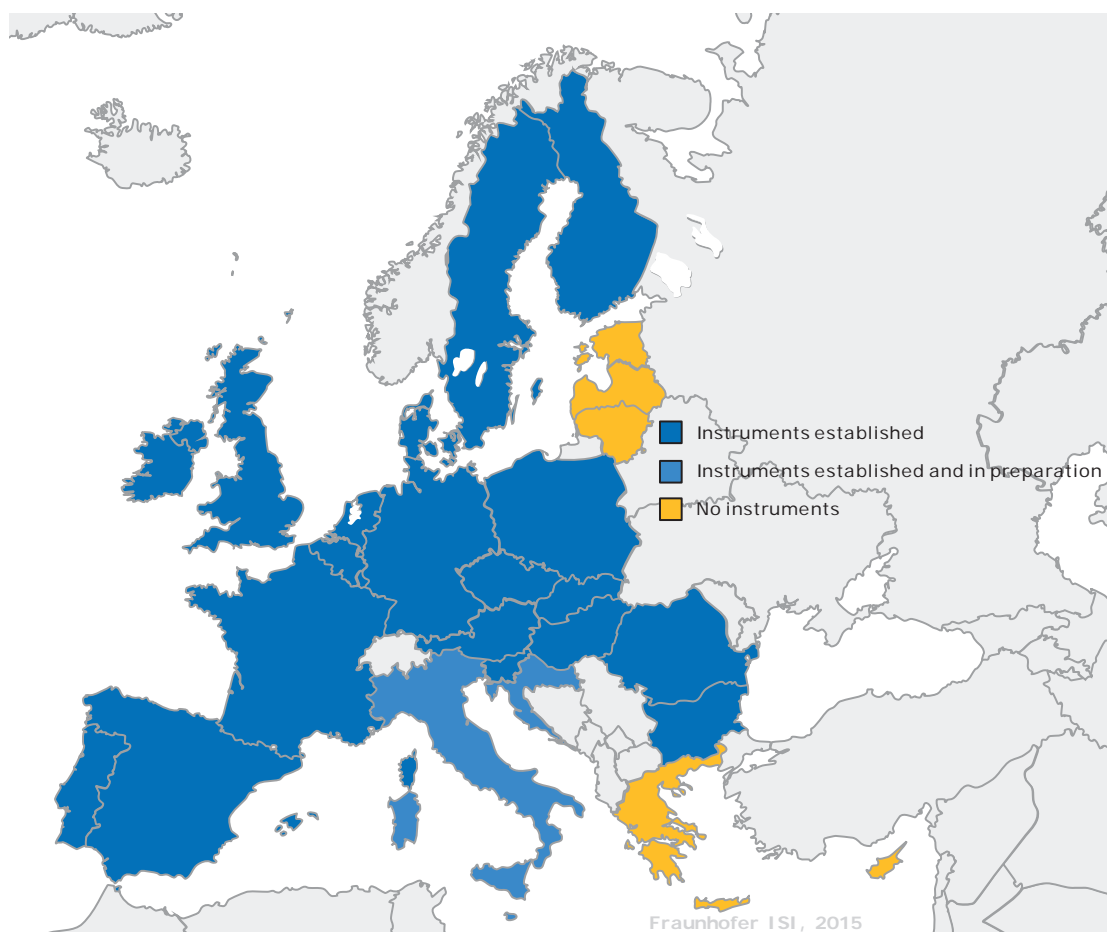 Instruments established
Instruments established and in preparation
No instruments
Fraunhofer ISI, 2015